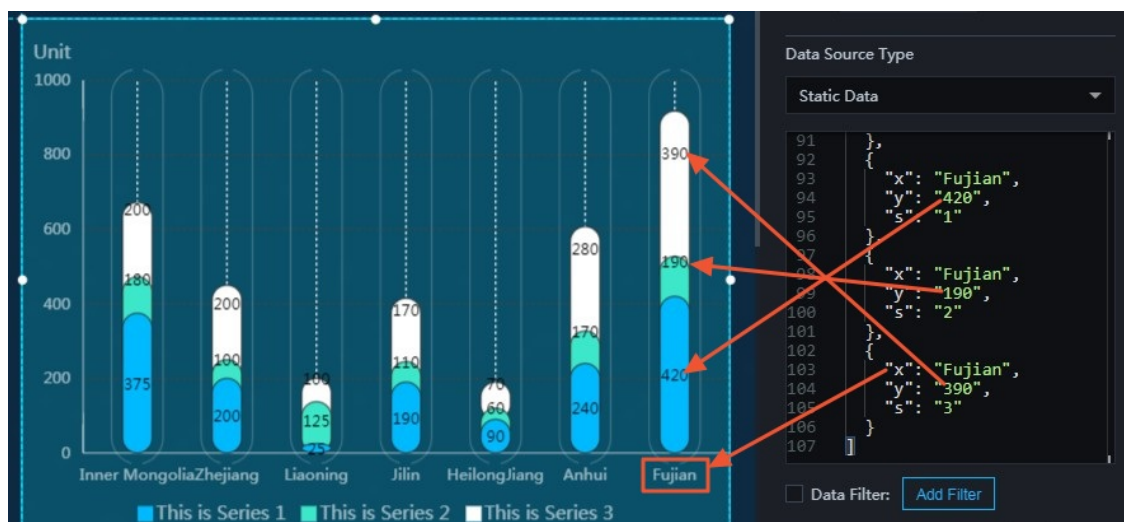 Unit
1000
800
600
400
200
0
200
180
375
200
100
200
100
125
25
170
110
190
70
60
90
280
170
240
390
190
420
Inner Mongolia Zhejiang Liaoning Jilin HeilongJiang Anhui Fujian
This is Series 1 This is Series 2 This is Series 3
Data Source Type
Static Data
91 },
92 {
93 "x": "Fujian",
94 "y": "420",
95 "s": "1"
96 },
97 {
98 "x": "Fujian",
99 "y": "190",
100 "s": "2"
101 },
102 {
103 "x": "Fujian",
104 "y": "390",
105 "s": "3"
106 }
107 ]
Data Filter: Add Filter